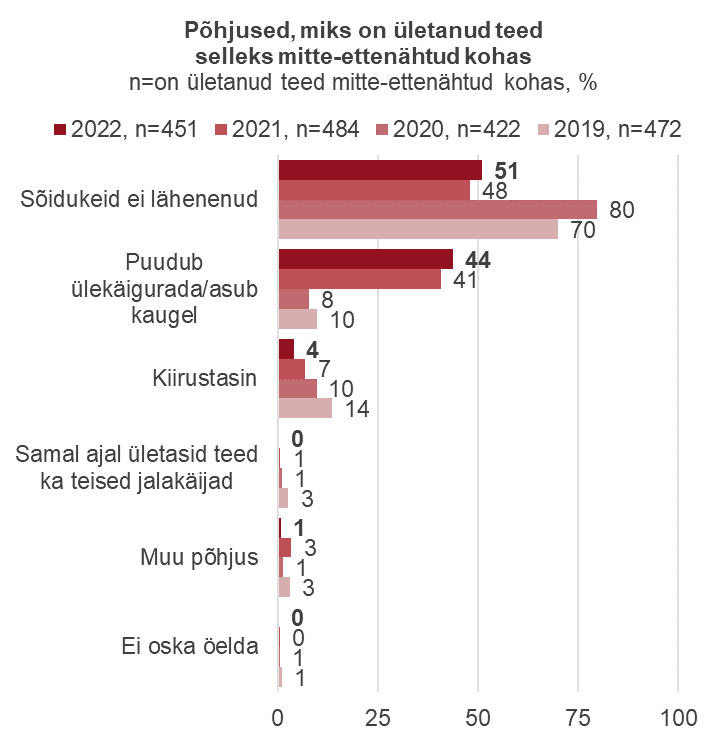 Põhjused, miks on ületanud teed
selleks mitte-ettenähtud kohas
n=on ületanud teed mitte-ettenähtud kohas, %
2022, n=451 2021, n=484 2020, n=422 2019, n=472
Sõidukeid ei lähenenud
51
48
80
70
Puudub
ülekäigurada/asub
kaugel
44
41
8
10
Kiirustasin
4
7
10
14
Samal ajal ületasid teed
ka teised jalakäijad
0
1
1
3
Muu põhjus
1
3
1
3
Ei oska öelda
0
0
1
1
0 25 50 75 100